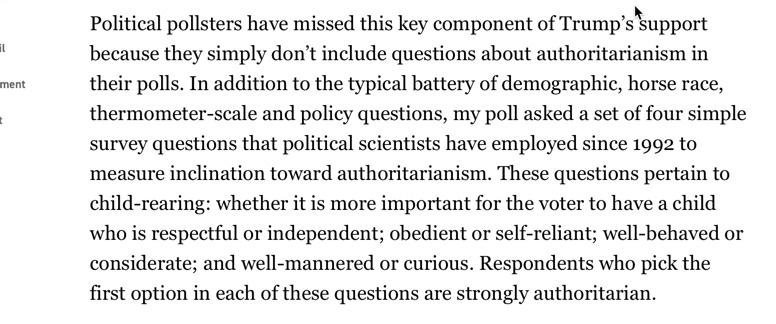 Political pollsters have missed this key component of Trump's support
because they simply don't include questions about authoritarianism in
their polls. In addition to the typical battery of demographic, horse race,
thermometer-scale and policy questions, my poll asked a set of four simple
survey questions that political scientists have employed since 1992 to
measure inclination toward authoritarianism. These questions pertain to
child-rearing: whether it is more important for the voter to have a child
who is respectful or independent; obedient or self-reliant; well-behaved or
considerate; and well-mannered or curious. Respondents who pick the
first option in each of these questions are strongly authoritarian.